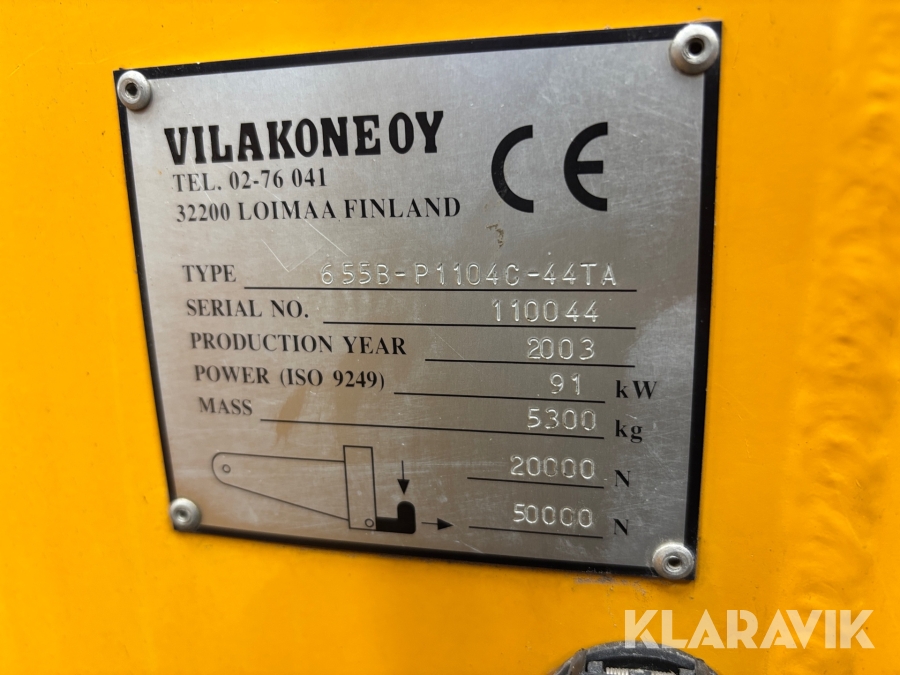 VILAKONE OY
TEL. 02-76 041
32200 LOIMAA FINLAND
CE
TYPE 655B-P1104C-44TA
SERIAL NO. 110044
PRODUCTION YEAR 2003
POWER (ISO 9249) 91 kW
MASS 5300 kg
20000 N
50000 N
KLARAVIK